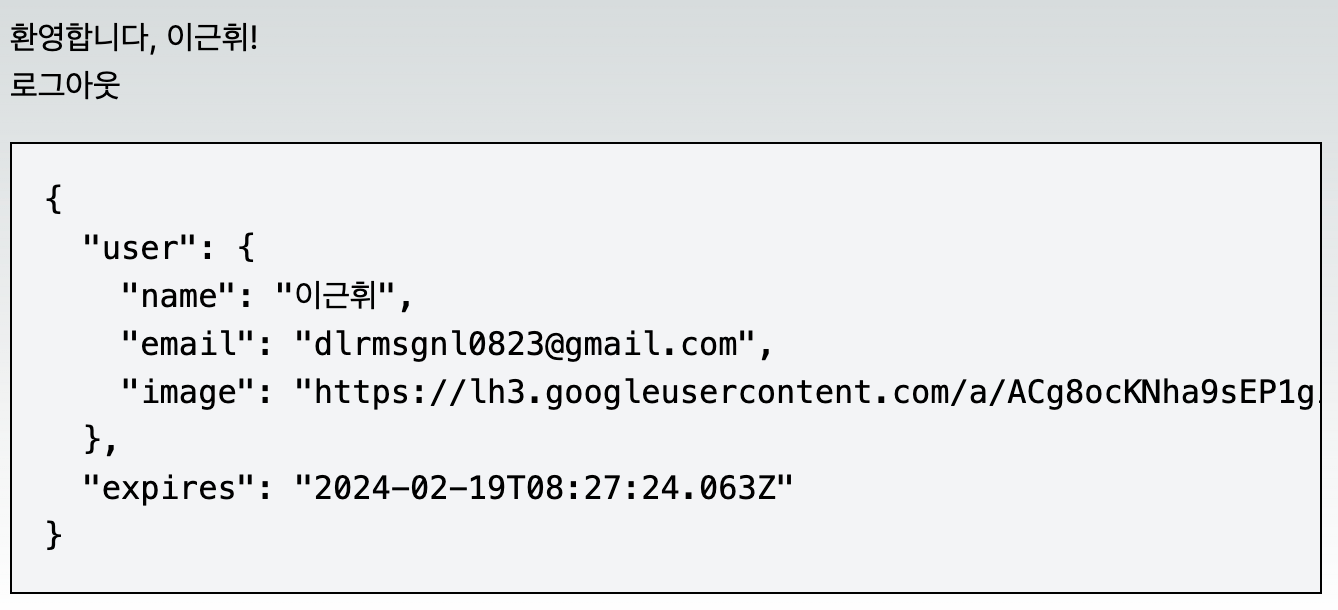 환영합니다, 이근휘!
로그아웃
{
"user": {
"name": "이근휘",
"email": "dlrmsgnl0823@gmail.com",
"image": "https://lh3.googleusercontent.com/a/ACg8ocKNha9sEP1g
},
"expires": "2024-02-19T08:27:24.063Z"
}